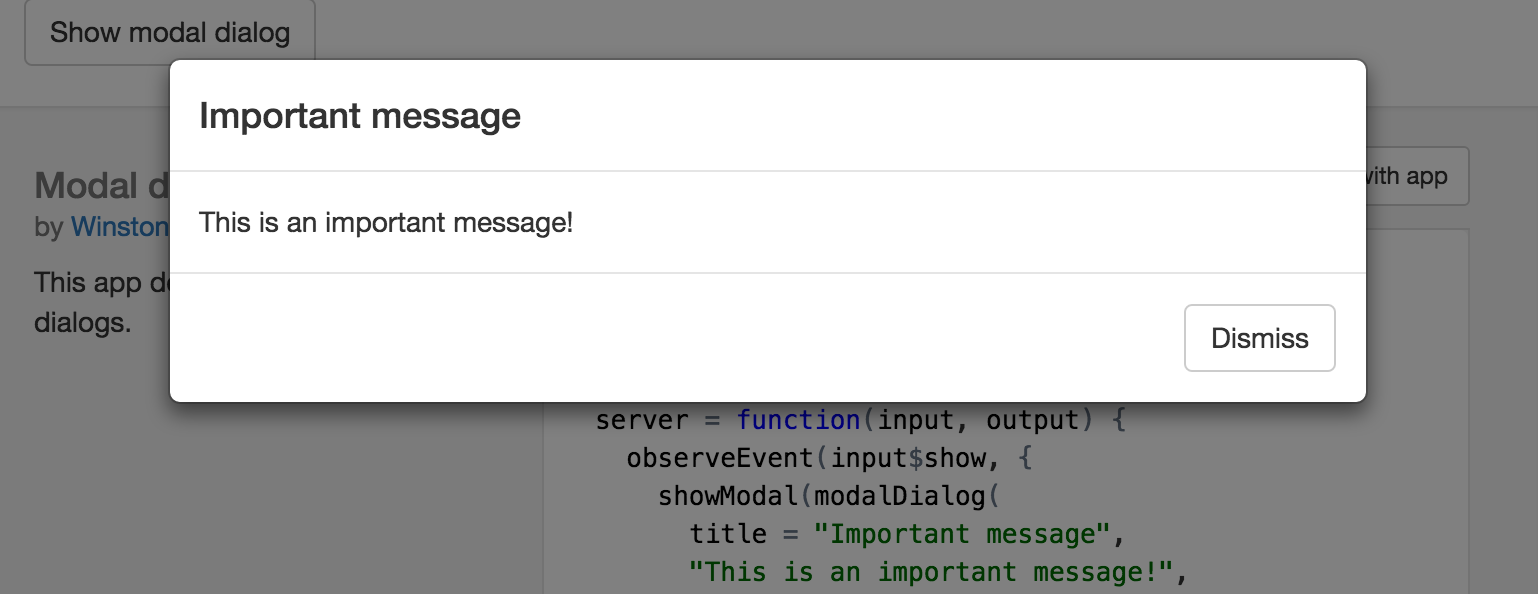 Show modal dialog
Important message
This is an important message!
Dismiss
Modal
by Winston
This app
dialogs.
with app
server = function(input, output) {
observeEvent(input$show, {
showModal(modalDialog(
title = "Important message",
"This is an important message!",